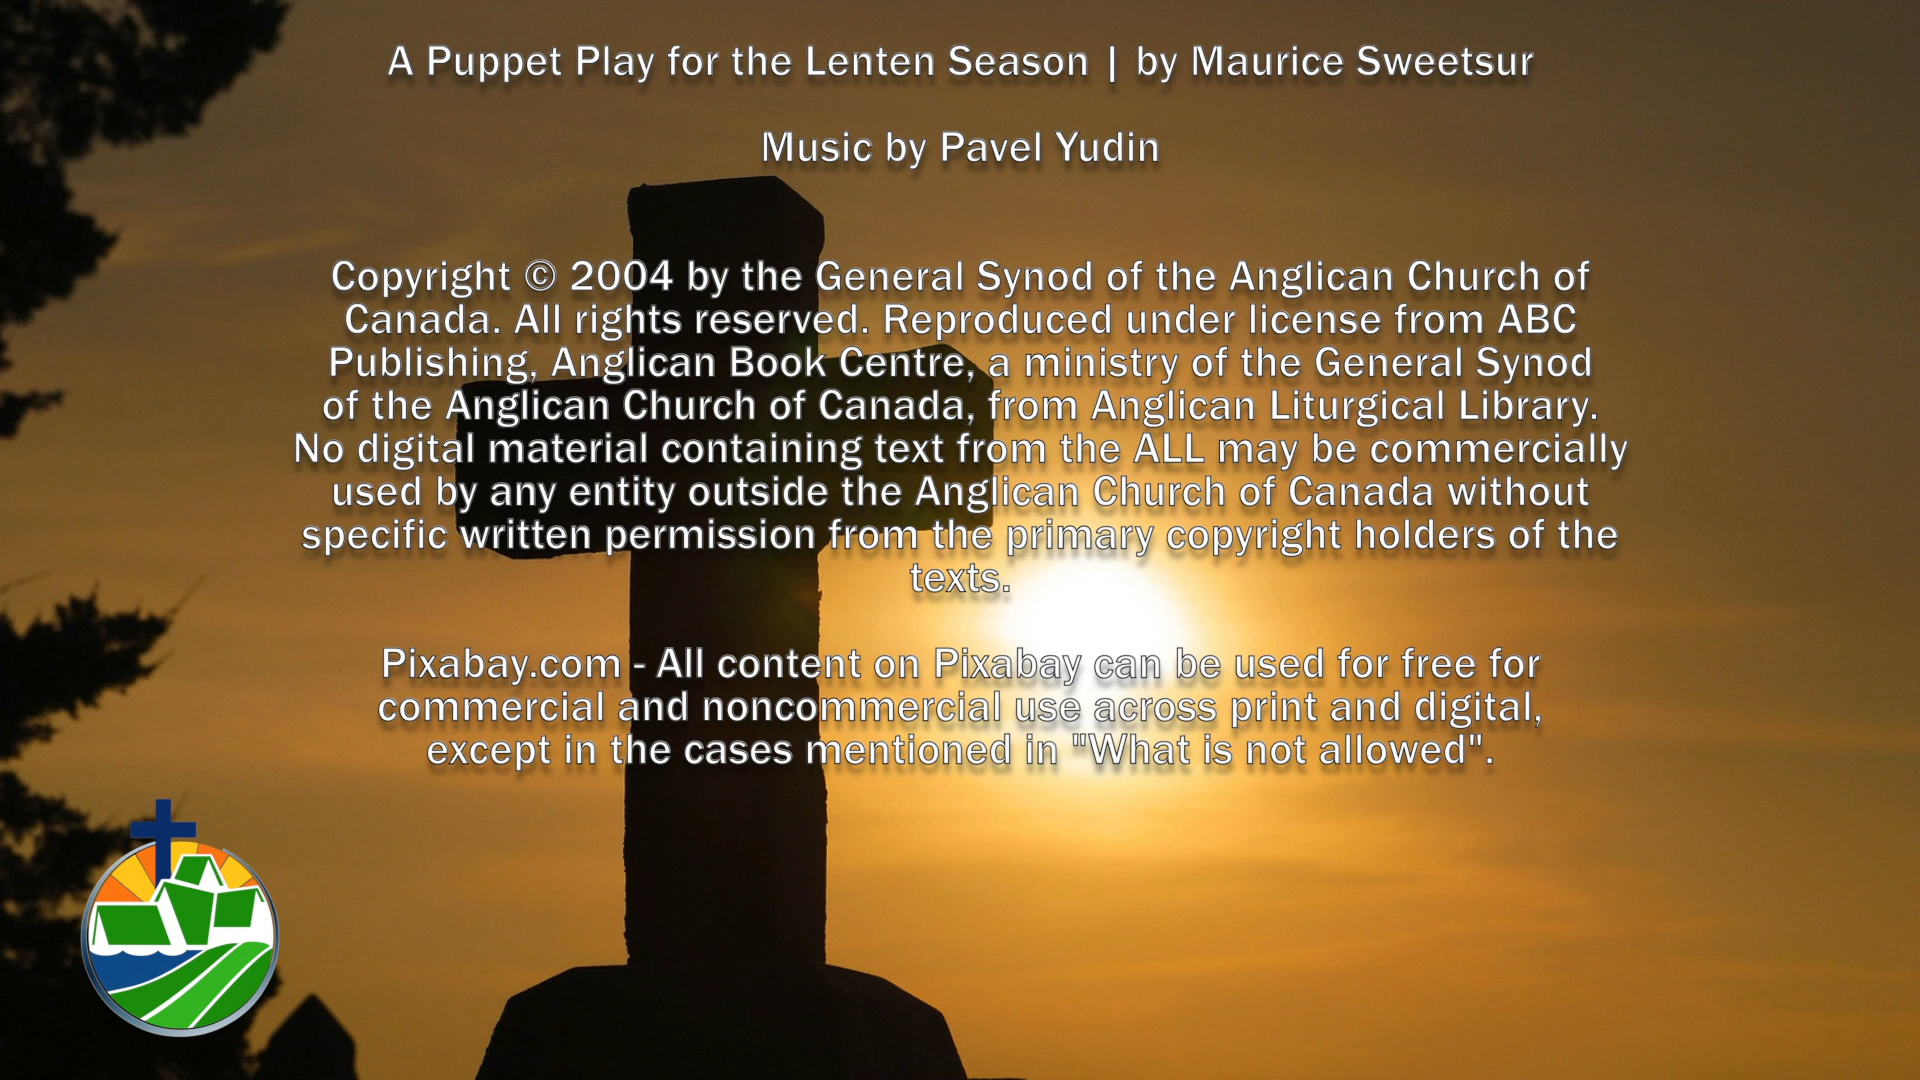 A Puppet Play for the Lenten Season | by Maurice Sweetsur
Music by Pavel Yudin
Copyright © 2004 by the General Synod of the Anglican Church of
Canada. All rights reserved. Reproduced under license from ABC
Publishing, Anglican Book Centre, a ministry of the General Synod
of the Anglican Church of Canada, from Anglican Liturgical Library.
No digital material containing text from the ALL may be commercially
used by any entity outside the Anglican Church of Canada without
specific written permission from the primary copyright holders of the
texts.
Pixabay.com - All content on Pixabay can be used for free for
commercial and noncommercial use across print and digital,
except in the cases mentioned in "What is not allowed".